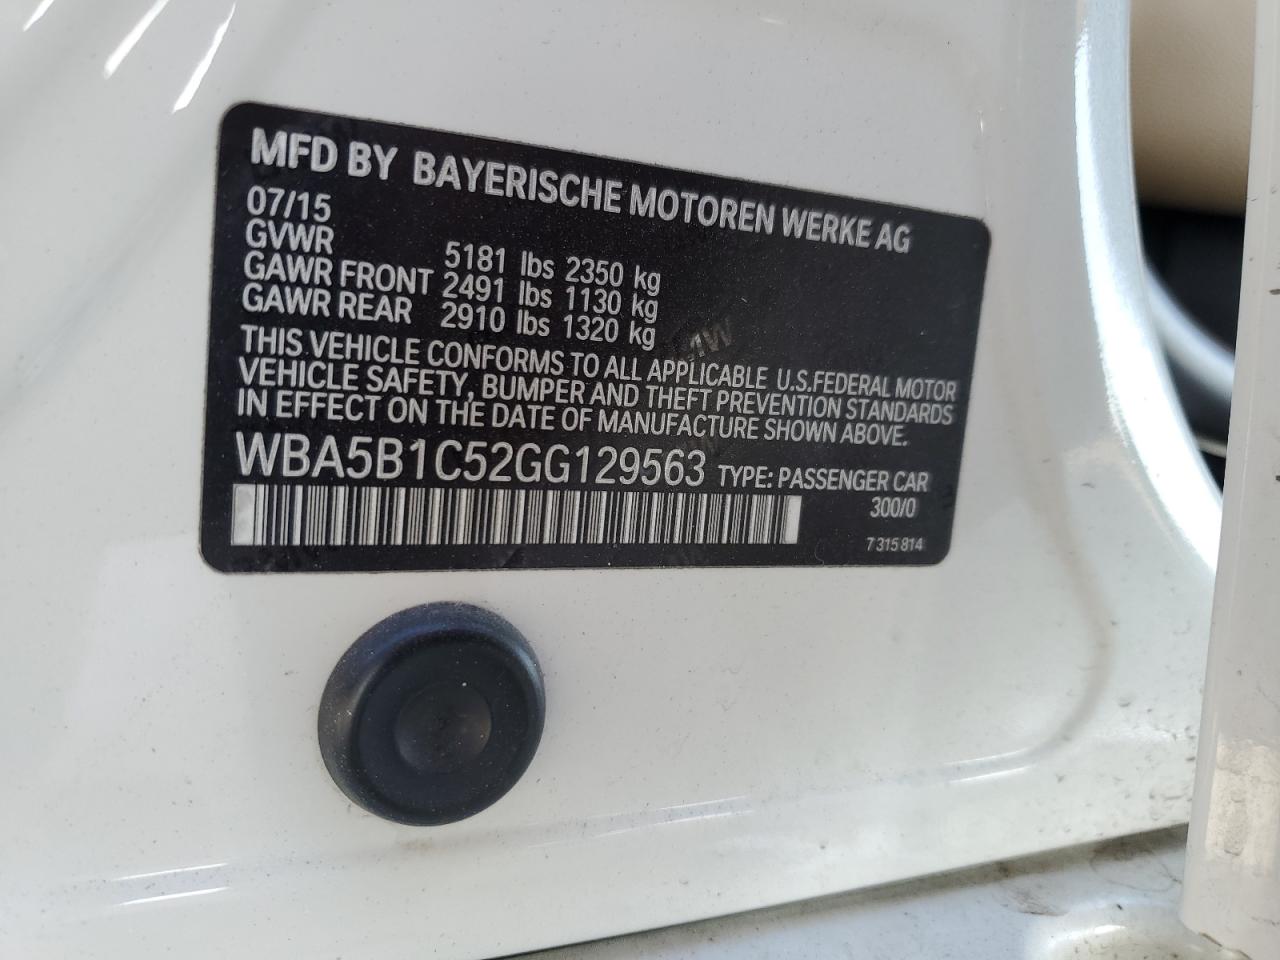 MFD BY BAYERISCHE MOTOREN WERKE AG
07/15
GVWR 5181 lbs 2350 kg
GAWR FRONT 2491 lbs 1130 kg
GAWR REAR 2910 lbs 1320 kg
THIS VEHICLE CONFORMS TO ALL APPLICABLE U.S.FEDERAL MOTOR
VEHICLE SAFETY, BUMPER AND THEFT PREVENTION STANDARDS
IN EFFECT ON THE DATE OF MANUFACTURE SHOWN ABOVE.
WBA5B1C52GG129563 TYPE: PASSENGER CAR
300/0
7 315 814